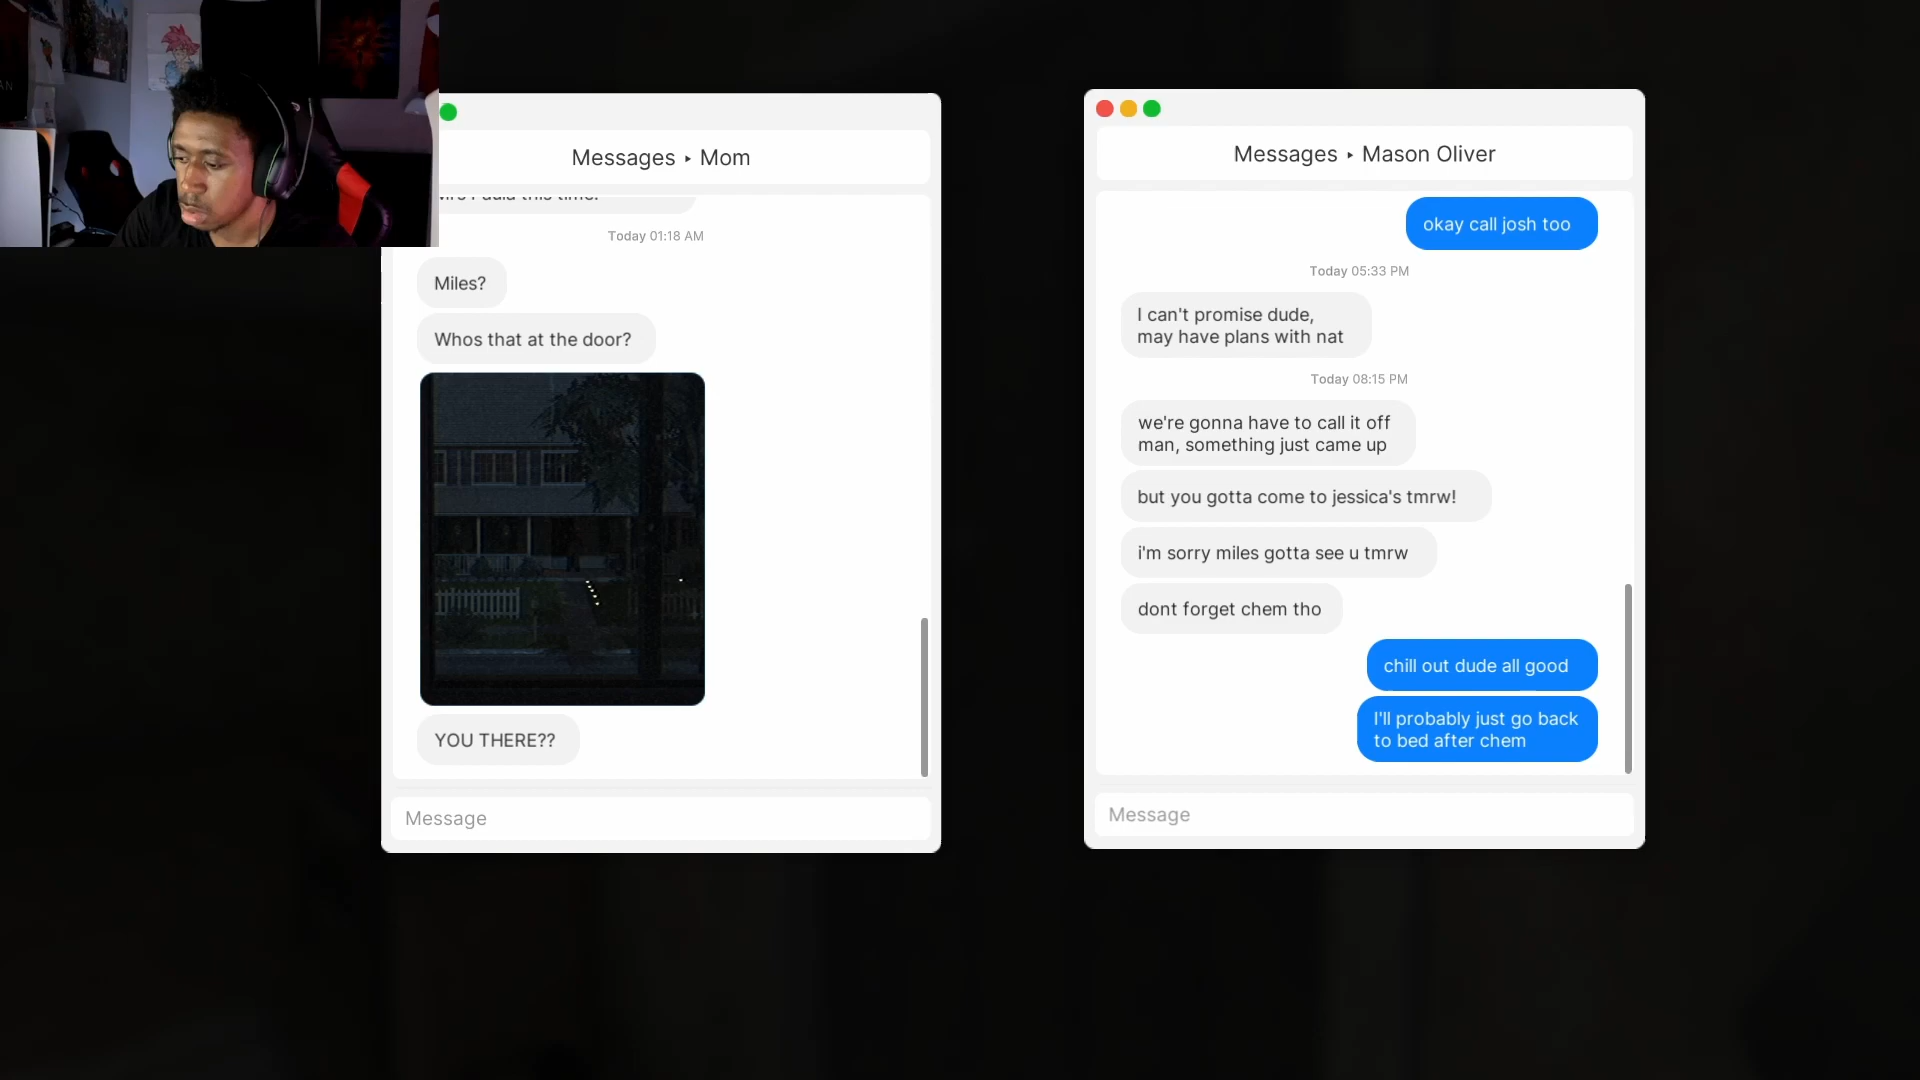 Messages ▸ Mom
this time.
Today 01:18 AM
Miles?
Whos that at the door?
YOU THERE??
Message
Messages ▸ Mason Oliver
okay call josh too
Today 05:33 PM
I can't promise dude,
may have plans with nat
Today 08:15 PM
we're gonna have to call it off
man, something just came up
but you gotta come to jessica's tmrw!
i'm sorry miles gotta see u tmrw
dont forget chem tho
chill out dude all good
I'll probably just go back
to bed after chem
Message